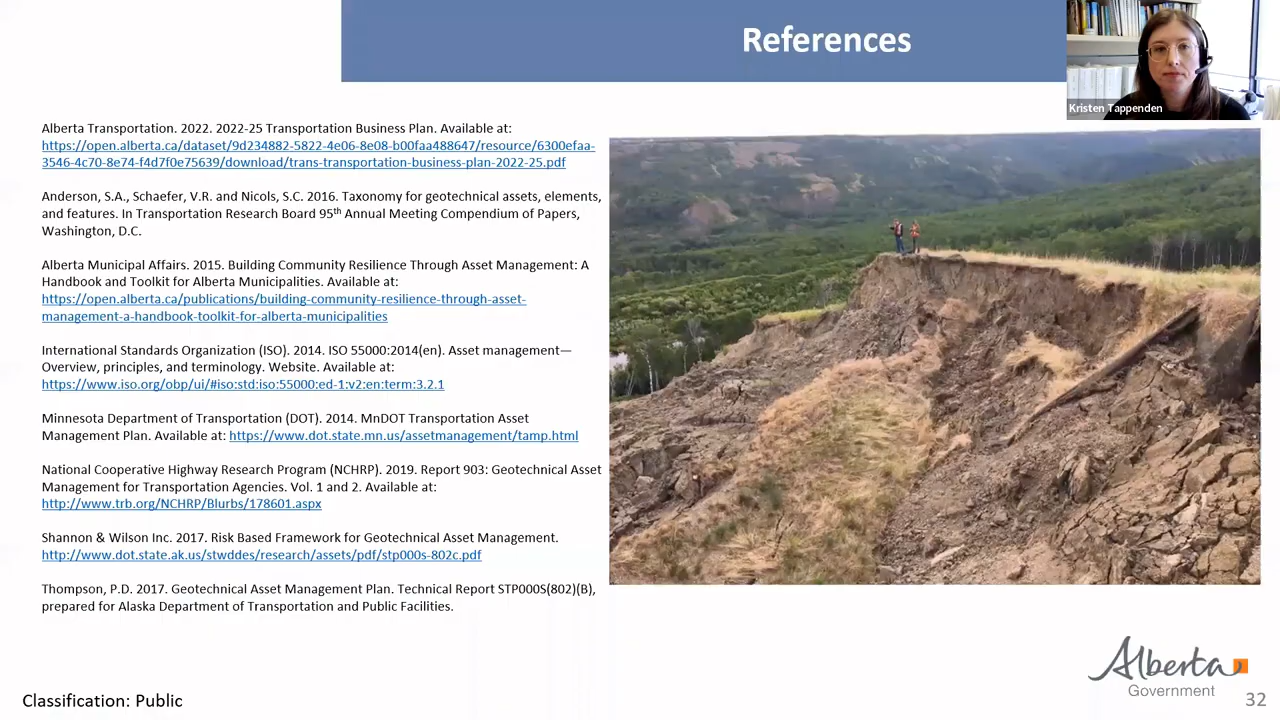 References
Kristen Tappenden
Alberta Transportation. 2022. 2022-25 Transportation Business Plan. Available at:
https://open.alberta.ca/dataset/9d234882-5822-4e06-8e08-b00faa488647/resource/6300efaa-
3546-4c70-8e74-f4d7f0e75639/download/trans-transportation-business-plan-2022-25.pdf
Anderson, S.A., Schaefer, V.R. and Nicols, S.C. 2016. Taxonomy for geotechnical assets, elements,
and features. In Transportation Research Board 95th Annual Meeting Compendium of Papers,
Washington, D.C.
Alberta Municipal Affairs. 2015. Building Community Resilience Through Asset Management: A
Handbook and Toolkit for Alberta Municipalities. Available at:
https://open.alberta.ca/publications/building-community-resilience-through-asset-
management-a-handbook-toolkit-for-alberta-municipalities
International Standards Organization (ISO). 2014. ISO 55000:2014(en). Asset management—
Overview, principles, and terminology. Website. Available at:
https://www.iso.org/obp/ui/#iso:std:iso:55000:ed-1:v2:en:term:3.2.1
Minnesota Department of Transportation (DOT). 2014. MnDOT Transportation Asset
Management Plan. Available at: https://www.dot.state.mn.us/assetmanagement/tamp.html
National Cooperative Highway Research Program (NCHRP). 2019. Report 903: Geotechnical Asset
Management for Transportation Agencies. Vol. 1 and 2. Available at:
http://www.trb.org/NCHRP/Blurbs/178601.aspx
Shannon & Wilson Inc. 2017. Risk Based Framework for Geotechnical Asset Management.
http://www.dot.state.ak.us/stwddes/research/assets/pdf/stp000s-802c.pdf
Thompson, P.D. 2017. Geotechnical Asset Management Plan. Technical Report STP000S(802)(B),
prepared for Alaska Department of Transportation and Public Facilities.
Alberta
Government
Classification: Public
32